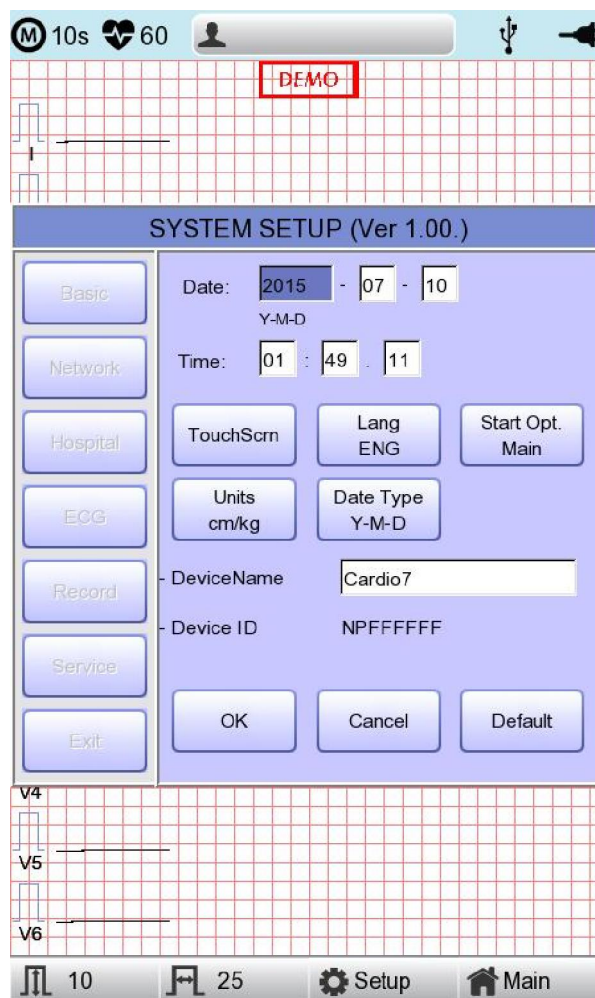 M 10s 60
DEMO
I
SYSTEM SETUP (Ver 1.00.)
Basic
Network
Hospital
ECG
Record
Service
Exit
Date: 2015 - 07 - 10
Y-M-D
Time: 01 : 49 . 11
TouchScrn
Lang
ENG
Start Opt.
Main
Units
cm/kg
Date Type
Y-M-D
- DeviceName Cardio7
- Device ID NPFFFFFF
OK Cancel Default
V4
V5
V6
10 25 Setup Main